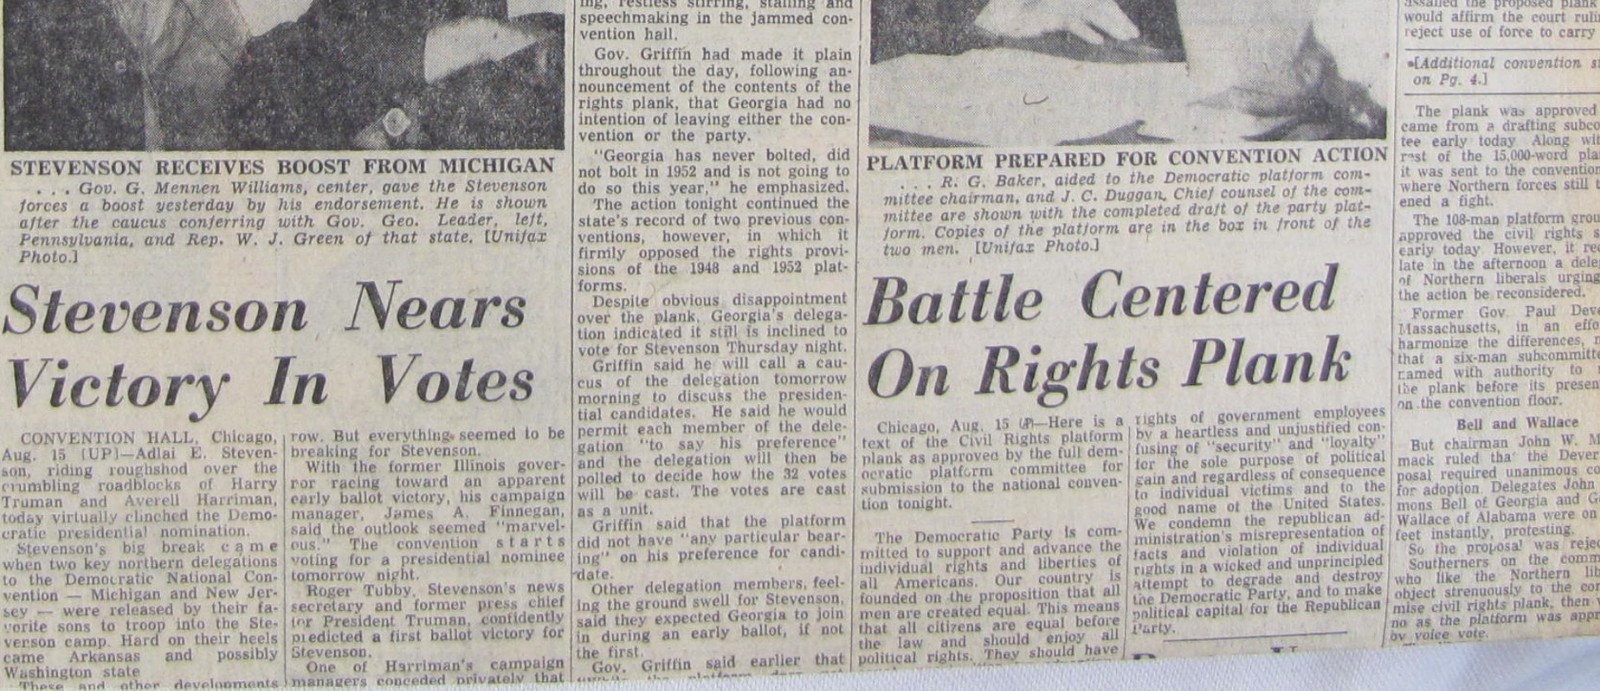 STEVENSON RECEIVES BOOST FROM MICHIGAN
. . . Gov. G. Mennen Williams, center, gave the Stevenson
forces a boost yesterday by his endorsement. He is shown
after the caucus conferring with Gov. Geo. Leader, left,
Pennsylvania, and Rep. W. J. Green of that state. [Unifax
Photo.]
Stevenson Nears
Victory In Votes
CONVENTION HALL, Chicago,
Aug. 15 (UP)—Adlai E. Steven-
son, riding roughshod over the
crumbling roadblocks of Harry
Truman and Averell Harriman,
today virtually clinched the Demo-
cratic presidential nomination.
Stevenson's big break came
when two key northern delegations
to the Democratic National Con-
vention — Michigan and New Jer-
sey — were released by their fa-
vorite sons to troop into the Ste-
verson camp. Hard on their heels
came Arkansas and possibly
Washington state
These and other developments
row. But everything seemed to be
breaking for Stevenson.
With the former Illinois gover-
ror racing toward an apparent
early ballot victory, his campaign
manager, James A. Finnegan,
said the outlook seemed "marvel-
ous." The convention starts
voting for a presidential nominee
tomorrow night.
Roger Tubby, Stevenson's news
secretary and former press chief
for President Truman, confidently
predicted a first ballot victory for
Stevenson.
One of Harriman's campaign
managers conceded privately that
ing, restless stirring, stalling and
speechmaking in the jammed con-
vention hall.
Gov. Griffin had made it plain
throughout the day, following an-
nouncement of the contents of the
rights plank, that Georgia had no
intention of leaving either the con-
vention or the party.
"Georgia has never bolted, did
not bolt in 1952 and is not going to
do so this year," he emphasized.
The action tonight continued the
state's record of two previous con-
ventions, however, in which it
firmly opposed the rights provi-
sions of the 1948 and 1952 plat-
forms.
Despite obvious disappointment
over the plank, Georgia's delega-
tion indicated it still is inclined to
vote for Stevenson Thursday night.
Griffin said he will call a cau-
cus of the delegation tomorrow
morning to discuss the presiden-
tial candidates. He said he would
permit each member of the dele-
gation "to say his preference"
and the delegation will then be
polled to decide how the 32 votes
will be cast. The votes are cast
as a unit.
Griffin said that the platform
did not have "any particular bear-
ing" on his preference for candi-
date.
Other delegation members, feel-
ing the ground swell for Stevenson,
said they expected Georgia to join
in during an early ballot, if not
the first.
Gov. Griffin said earlier that
PLATFORM PREPARED FOR CONVENTION ACTION
. . . R. G. Baker, aided to the Democratic platform com-
mittee chairman, and J. C. Duggan, Chief counsel of the com-
mittee are shown with the completed draft of the party plat-
form. Copies of the platform are in the box in front of the
two men. [Unifax Photo.]
Battle Centered
On Rights Plank
Chicago, Aug. 15 (AP)—Here is a
text of the Civil Rights platform
plank as approved by the full dem-
ocratic platform committee for
submission to the national conven-
tion tonight.
The Democratic Party is com-
mitted to support and advance the
individual rights and liberties of
all Americans. Our country is
founded on the proposition that all
men are created equal. This means
that all citizens are equal before
the law and should enjoy all
political rights. They should have
rights of government employees
by a heartless and unjustified con-
fusing of "security" and "loyalty"
for the sole purpose of political
gain and regardless of consequence
to individual victims and to the
good name of the United States.
We condemn the republican ad-
ministration's misrepresentation of
facts and violation of individual
rights in a wicked and unprincipled
attempt to degrade and destroy
the Democratic Party, and to make
political capital for the Republican
Party.
assailed the proposed plank
would affirm the court ruli
reject use of force to carry
[Additional convention s
on Pg. 4.]
The plank was approved
came from a drafting subco
tee early today. Along wit
rest of the 15,000-word pla
it was sent to the convention
where Northern forces still t
ened a fight.
The 108-man platform grou
approved the civil rights s
early today. However, it re
late in the afternoon a dele
of Northern liberals urging
the action be reconsidered.
Former Gov. Paul Deve
Massachusetts, in an effo
harmonize the differences,
that a six-man subcommitt
named with authority to
the plank before its presen
on the convention floor.
Bell and Wallace
But chairman John W. M
mack ruled tha' the Dever
posal required unanimous co
for adoption Delegates John
mons Bell of Georgia and G
Wallace of Alabama were on
feet instantly, protesting.
So the proposal was reje
Southerners on the comm
who like the Northern lib
object strenuously to the co
mise civil rights plank, then
no as the platform was appr
by voice vote.